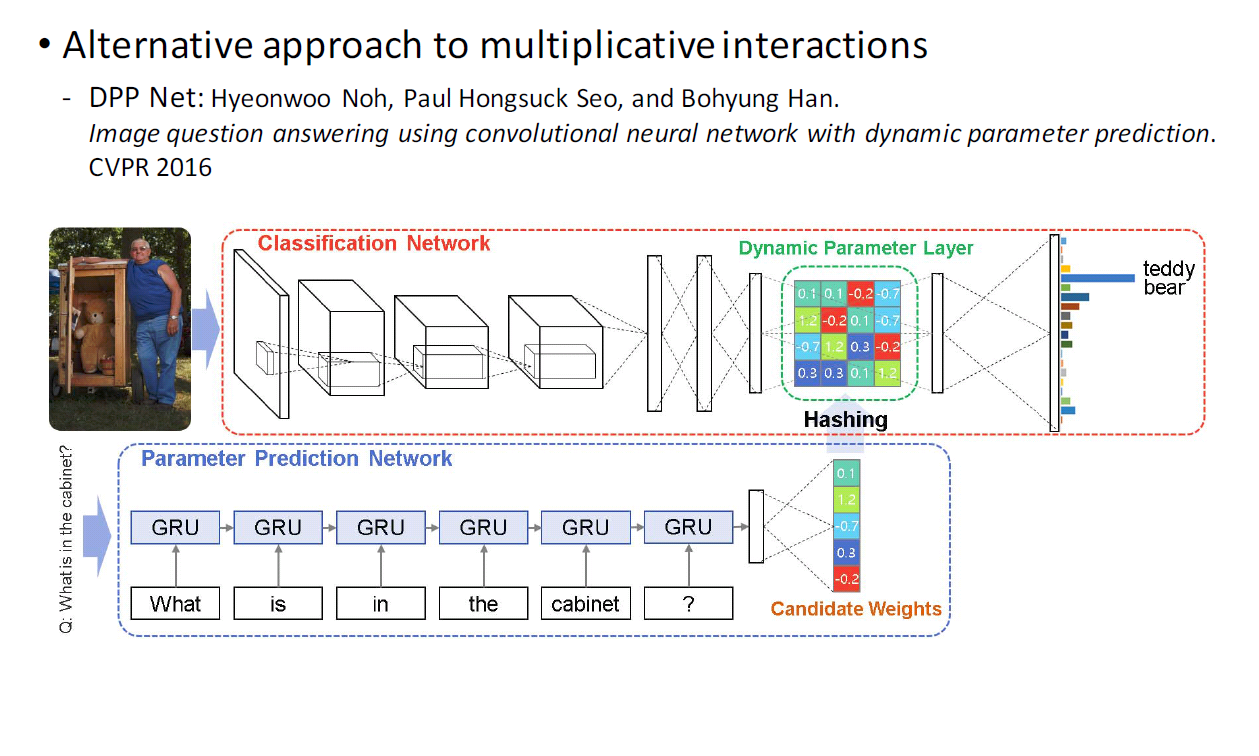 • Alternative approach to multiplicative interactions
- DPP Net: Hyeonwoo Noh, Paul Hongsuck Seo, and Bohyung Han.
Image question answering using convolutional neural network with dynamic parameter prediction.
CVPR 2016
Classification Network
Dynamic Parameter Layer
0.1 0.1 -0.2 -0.7
1.2 -0.2 0.1 -0.7
-0.7 1.2 0.3 -0.2
0.3 0.3 0.1 1.2
teddy
bear
Hashing
Q: What is in the cabinet?
Parameter Prediction Network
GRU GRU GRU GRU GRU GRU
What is in the cabinet ?
0.1
1.2
-0.7
0.3
-0.2
Candidate Weights